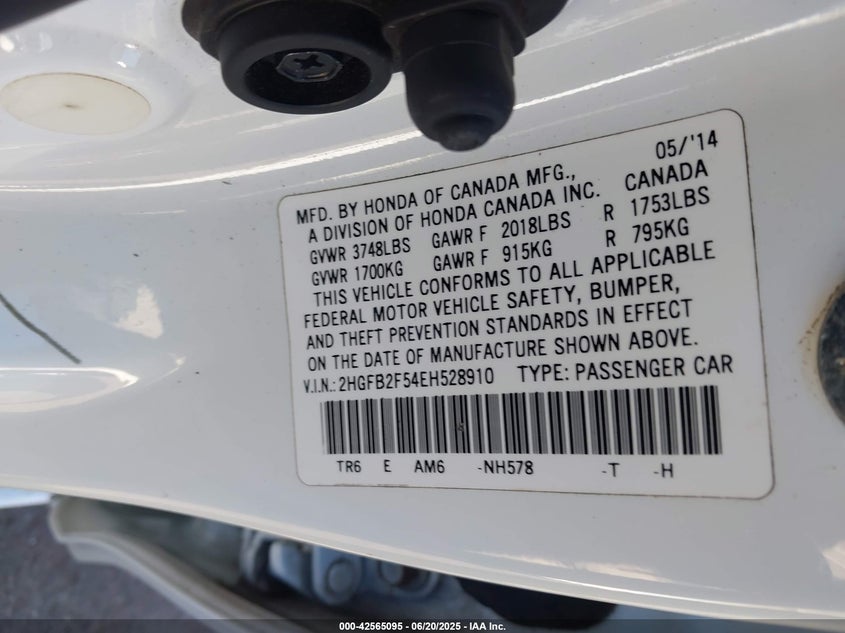 05/'14
MFD. BY HONDA OF CANADA MFG., CANADA
A DIVISION OF HONDA CANADA INC.
GVWR 3748LBS GAWR F 2018LBS R 1753LBS
GVWR 1700KG GAWR F 915KG R 795KG
THIS VEHICLE CONFORMS TO ALL APPLICABLE
FEDERAL MOTOR VEHICLE SAFETY, BUMPER,
AND THEFT PREVENTION STANDARDS IN EFFECT
ON THE DATE OF MANUFACTURE SHOWN ABOVE.
V.I.N.: 2HGFB2F54EH528910 TYPE: PASSENGER CAR
TR6 E AM6 -NH578 -T -H
000-42565095 - 06/20/2025 - IAA Inc.